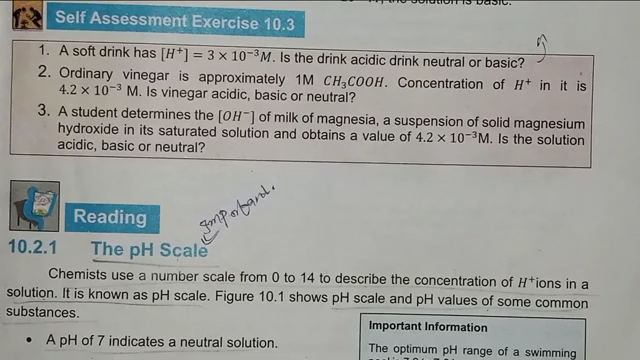 the solution is basic.
Self Assessment Exercise 10.3
1. A soft drink has [H⁺] = 3 × 10⁻³M. Is the drink acidic drink neutral or basic?
2. Ordinary vinegar is approximately 1M CH₃COOH. Concentration of H⁺ in it is
4.2 × 10⁻³ M. Is vinegar acidic, basic or neutral?
3. A student determines the [OH⁻] of milk of magnesia, a suspension of solid magnesium
hydroxide in its saturated solution and obtains a value of 4.2 × 10⁻³M. Is the solution
acidic, basic or neutral?
Important.
Reading
10.2.1 The pH Scale
Chemists use a number scale from 0 to 14 to describe the concentration of H⁺ions in a
solution. It is known as pH scale. Figure 10.1 shows pH scale and pH values of some common
substances.
• A pH of 7 indicates a neutral solution.
Important Information
The optimum pH range of a swimming